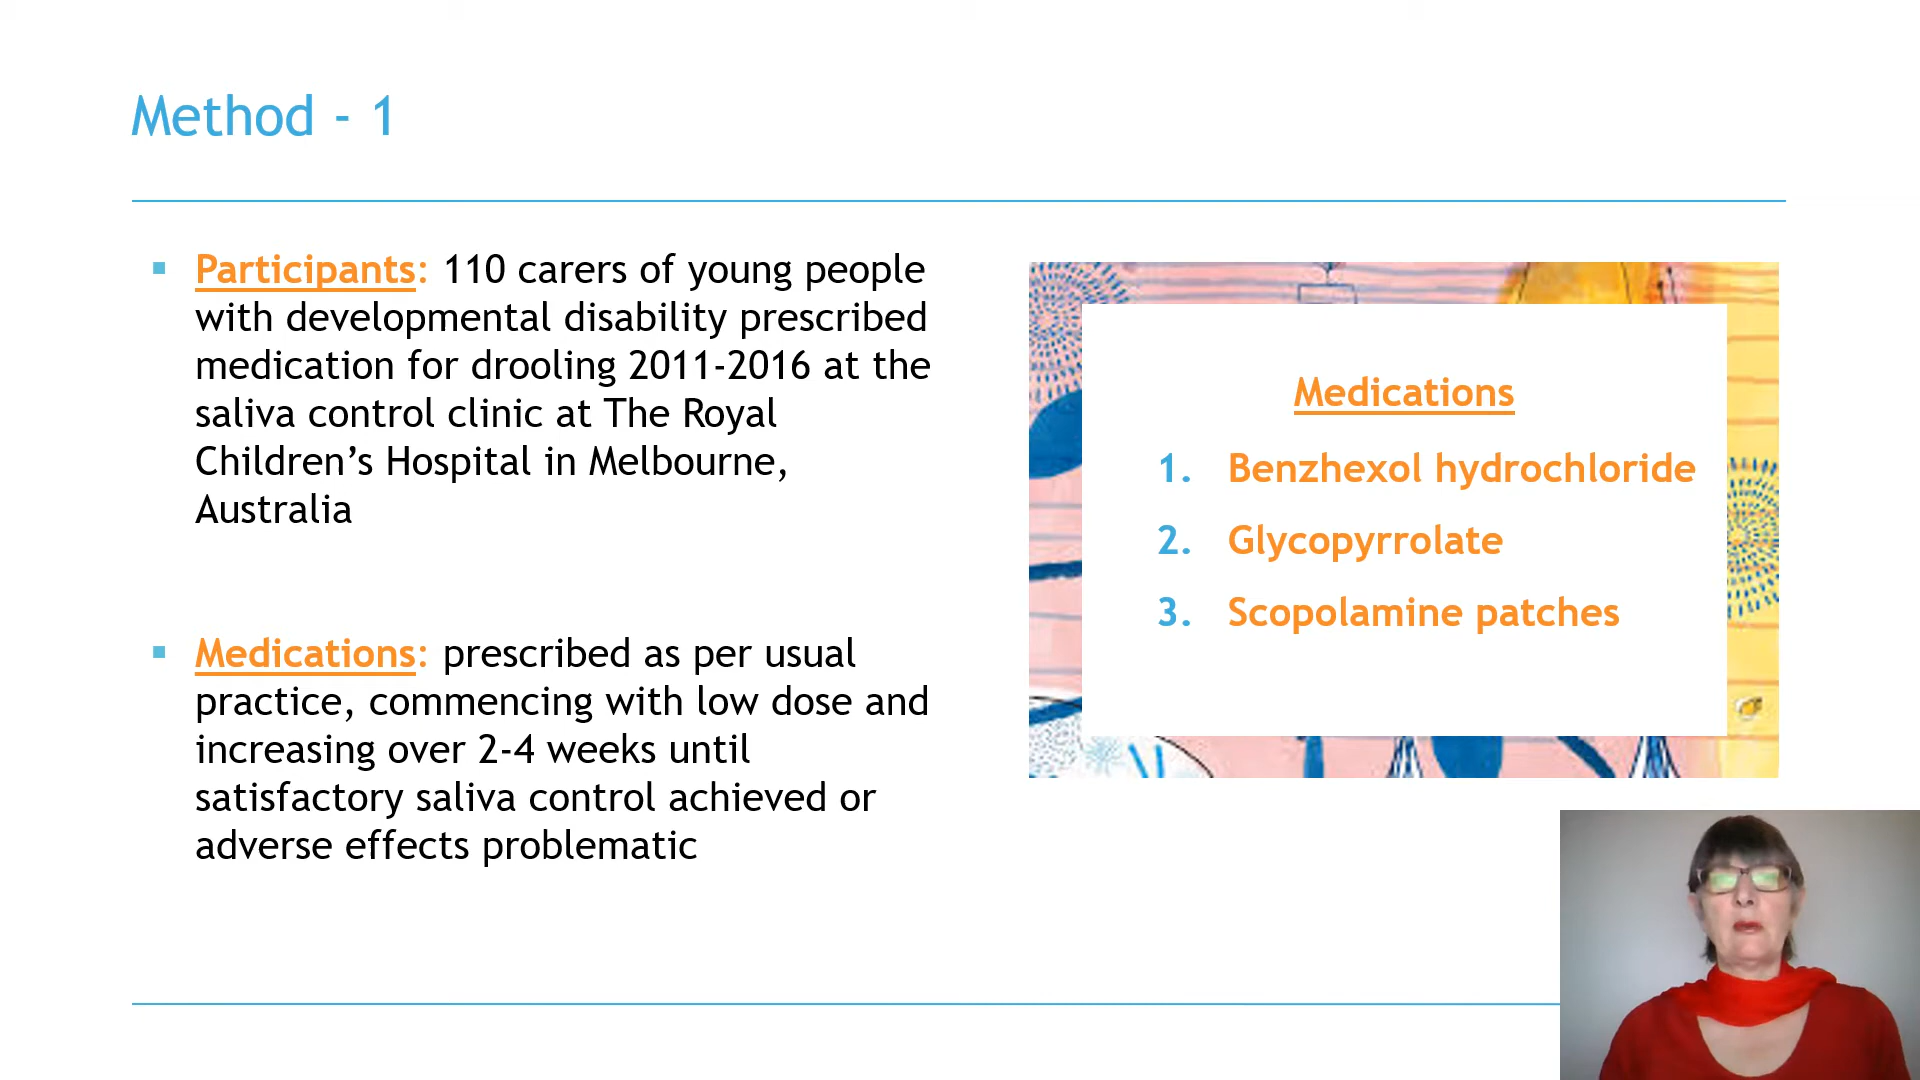 Method - 1
Participants: 110 carers of young people
with developmental disability prescribed
medication for drooling 2011-2016 at the
saliva control clinic at The Royal
Children’s Hospital in Melbourne,
Australia
Medications: prescribed as per usual
practice, commencing with low dose and
increasing over 2-4 weeks until
satisfactory saliva control achieved or
adverse effects problematic
Medications
1. Benzhexol hydrochloride
2. Glycopyrrolate
3. Scopolamine patches